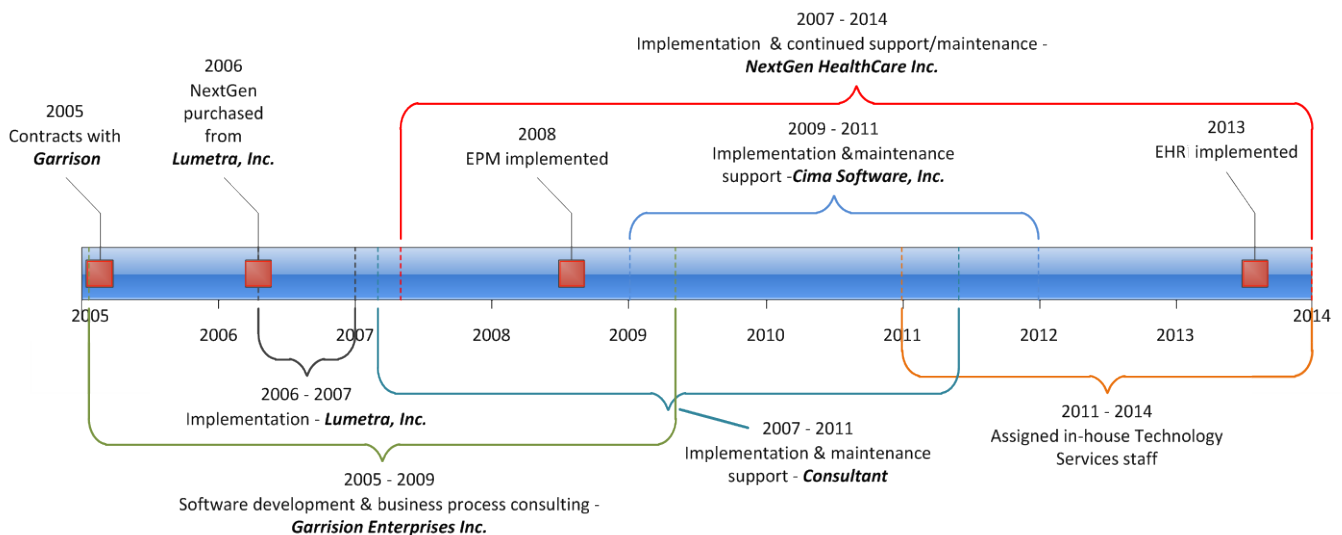 2007 - 2014
Implementation & continued support/maintenance -
NextGen HealthCare Inc.
2006
NextGen
purchased
from
Lumetra, Inc.
2005
Contracts with
Garrison
2008
EPM implemented
2009 - 2011
Implementation &maintenance
support -Cima Software, Inc.
2013
EHR implemented
2005
2006
2007
2008
2009
2010
2011
2012
2013
2014
2006 - 2007
Implementation - Lumetra, Inc.
2007 - 2011
Implementation & maintenance
support - Consultant
2011 - 2014
Assigned in-house Technology
Services staff
2005 - 2009
Software development & business process consulting -
Garrision Enterprises Inc.